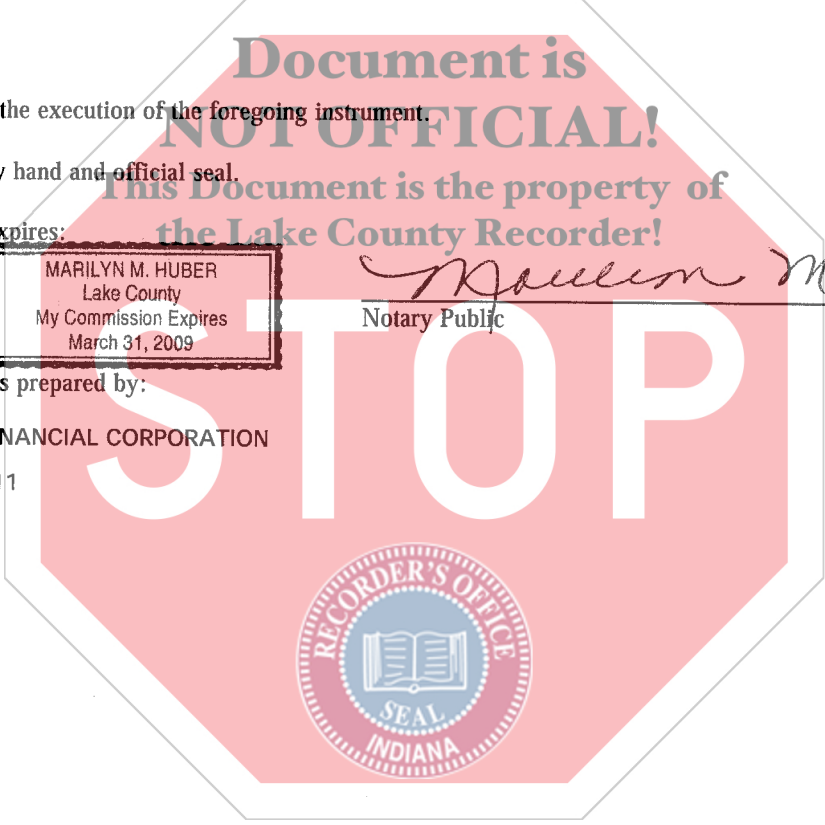 Document is
the execution of the foregoing instrument.
NOT OFFICIAL!
hand and official seal.
This Document is the property of
xpires:
the Lake County Recorder!
MARILYN M. HUBER
Lake County
My Commission Expires
March 31, 2009
Notary Public
STOP
s prepared by:
NANCIAL CORPORATION
1
RECORDER'S OFFICE
SEAL
INDIANA